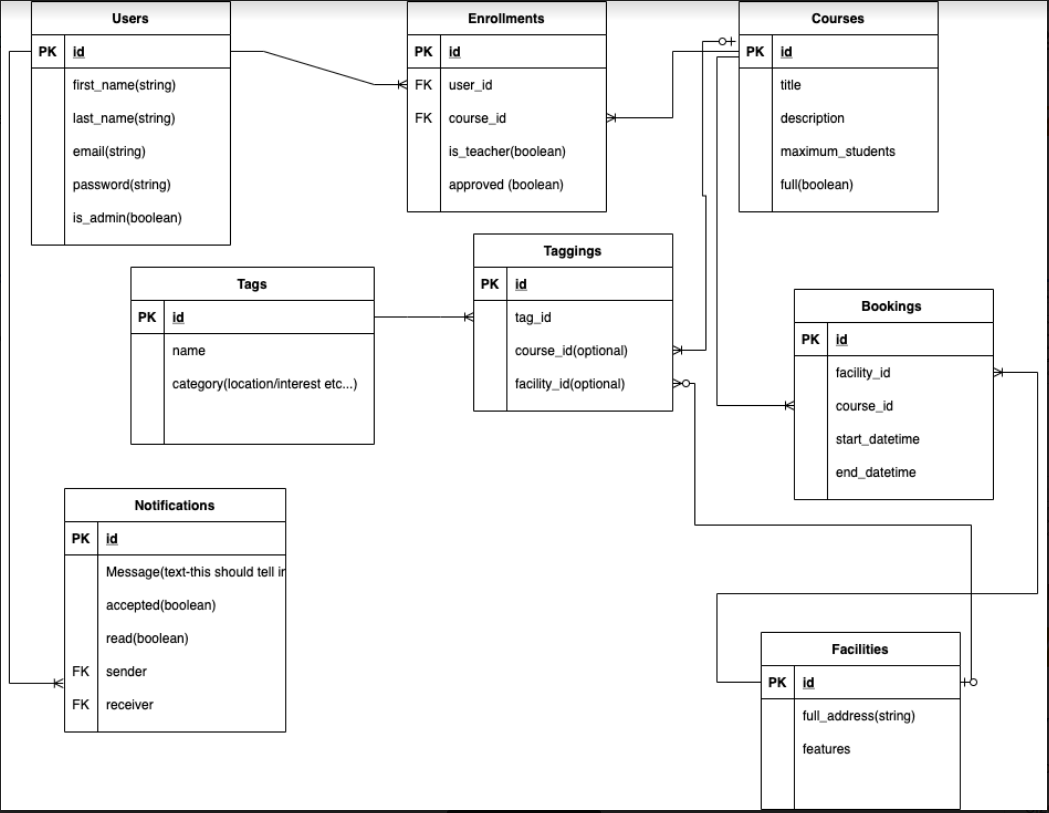 Users
PK id
first_name(string)
last_name(string)
email(string)
password(string)
is_admin(boolean)
Enrollments
PK id
FK user_id
FK course_id
is_teacher(boolean)
approved (boolean)
Courses
PK id
title
description
maximum_students
full(boolean)
Tags
PK id
name
category(location/interest etc...)
Taggings
PK id
tag_id
course_id(optional)
facility_id(optional)
Bookings
PK id
facility_id
course_id
start_datetime
end_datetime
Notifications
PK id
Message(text-this should tell
accepted(boolean)
read(boolean)
FK sender
FK receiver
Facilities
PK id
full_address(string)
features